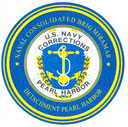 NAVAL CONSOLIDATED BRIG MIRAMAR
U.S. NAVY
CORRECTIONS
PEARL HARBOR
DETACHMENT PEARL HARBOR